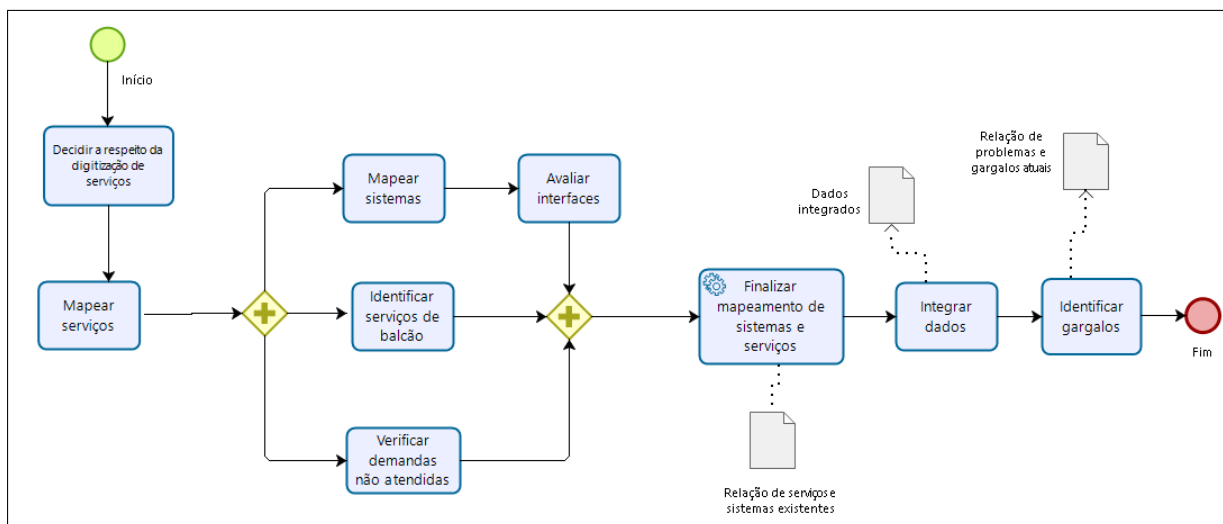 Início
Decidir a respeito da
digitização de
serviços
Mapear
serviços
Mapear
sistemas
Avaliar
interfaces
Identificar
serviços de
balcão
Verificar
demandas
não atendidas
Finalizar
mapeamento de
sistemas e
serviços
Relação de serviços e
sistemas existentes
Dados
integrados
Integrar
dados
Relação de
problemas e
gargalos atuais
Identificar
gargalos
Fim